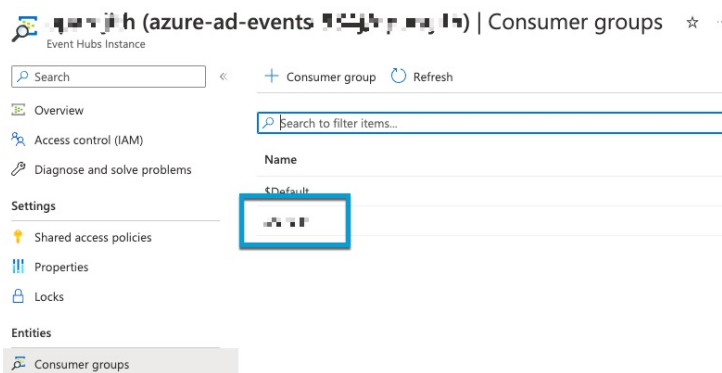 (azure-ad-events ) | Consumer groups
Event Hubs Instance
Search
Consumer group
Refresh
Overview
Search to filter items...
Access control (IAM)
Name
Diagnose and solve problems
$Default
Settings
Shared access policies
Properties
Locks
Entities
Consumer groups